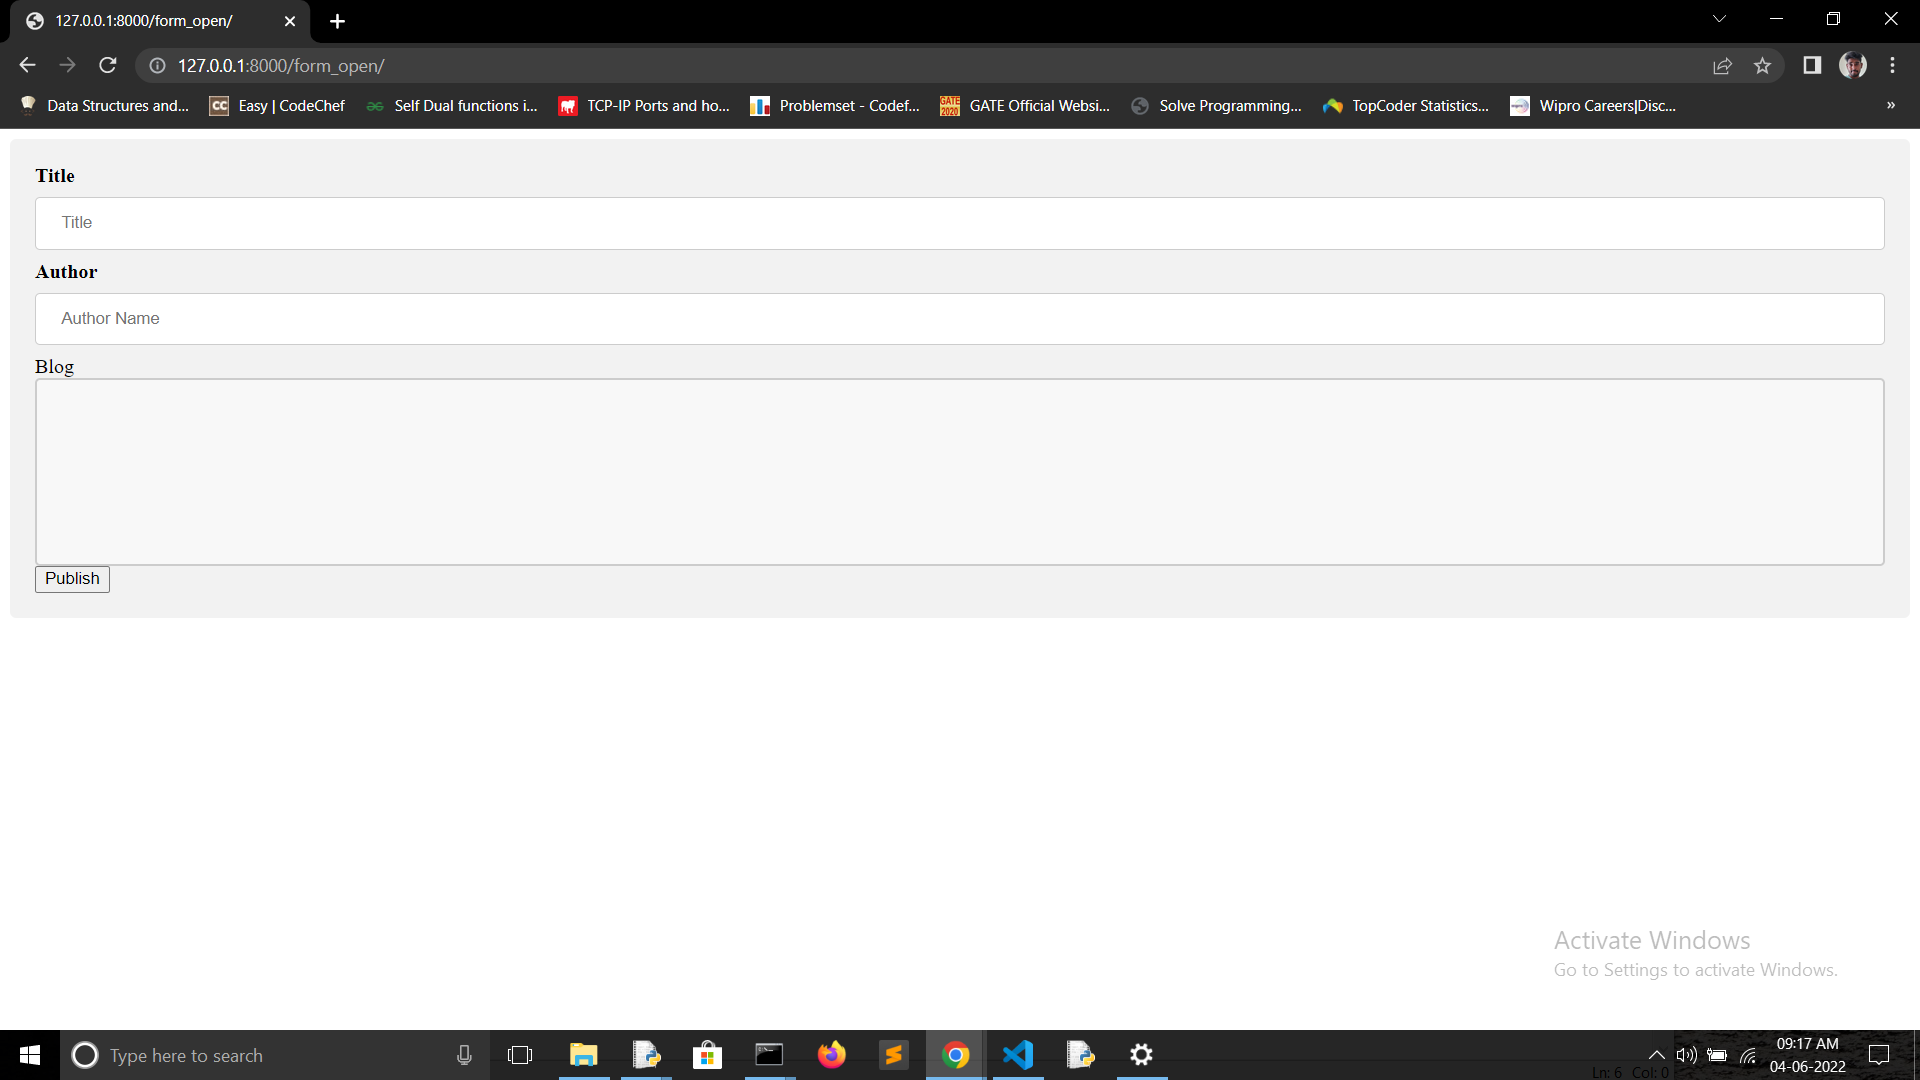 127.0.0.1:8000/form_open/
127.0.0.1:8000/form_open/
Data Structures and...
CC Easy | CodeChef
Self Dual functions i...
TCP-IP Ports and ho...
Problemset - Codef...
GATE 2020 GATE Official Websi...
Solve Programming...
TopCoder Statistics...
Wipro Careers|Disc...
»
Title
Title
Author
Author Name
Blog
Publish
Activate Windows
Go to Settings to activate Windows.
Type here to search
09:17 AM
04-06-2022
Ln: 6 Col: 0